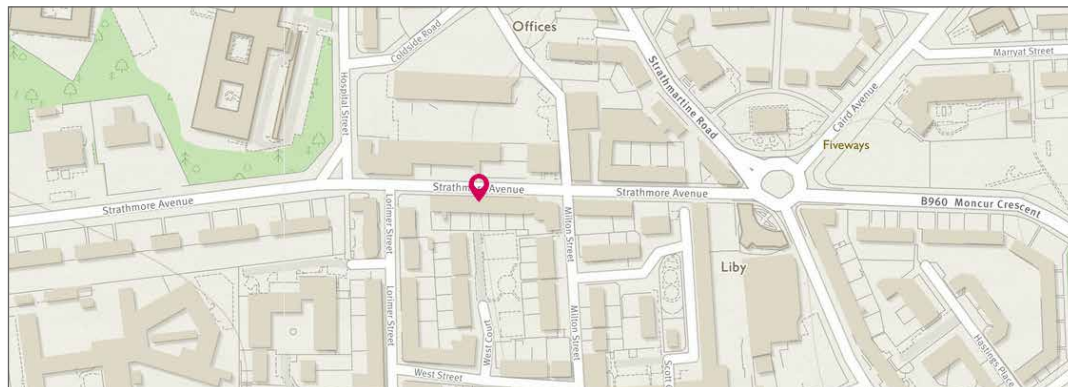 Offices
Coldside Road
Hospital Street
Strathmartine Road
Marryat Street
Caird Avenue
Fiveways
Strathm Avenue
Strathmore Avenue
Strathmore Avenue
B960 Moncur Crescent
Lorimer Street
Milton Street
Liby
Lorimer Street
Milton Street
West Court
West Street
Scott
Hastings Place